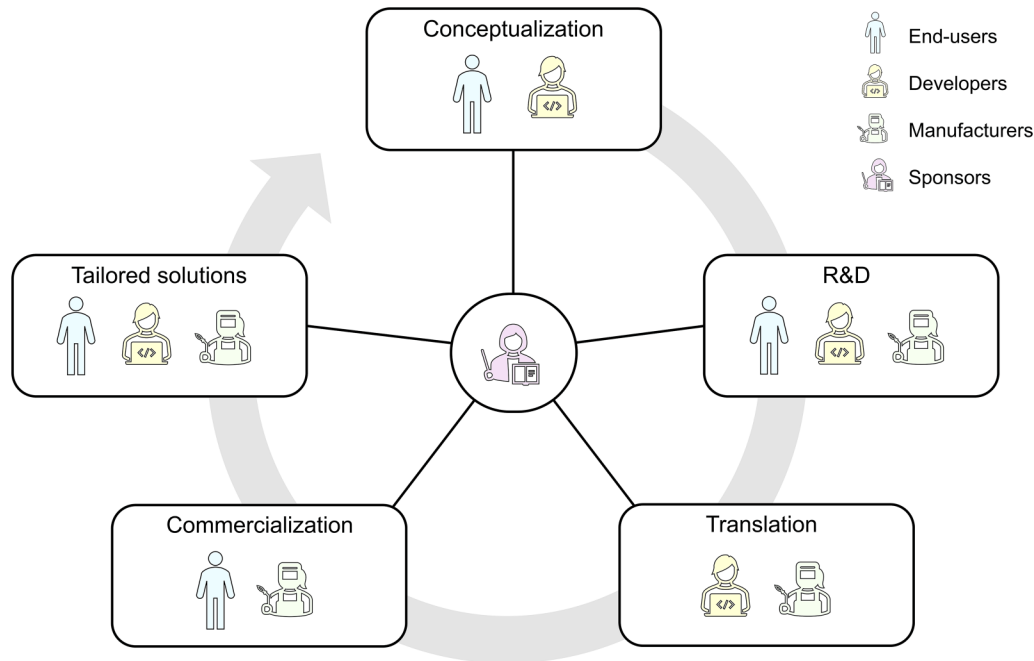 Conceptualization
End-users
Developers
Manufacturers
Sponsors
Tailored solutions
R&D
</>
</>
</>
Commercialization
Translation
</>